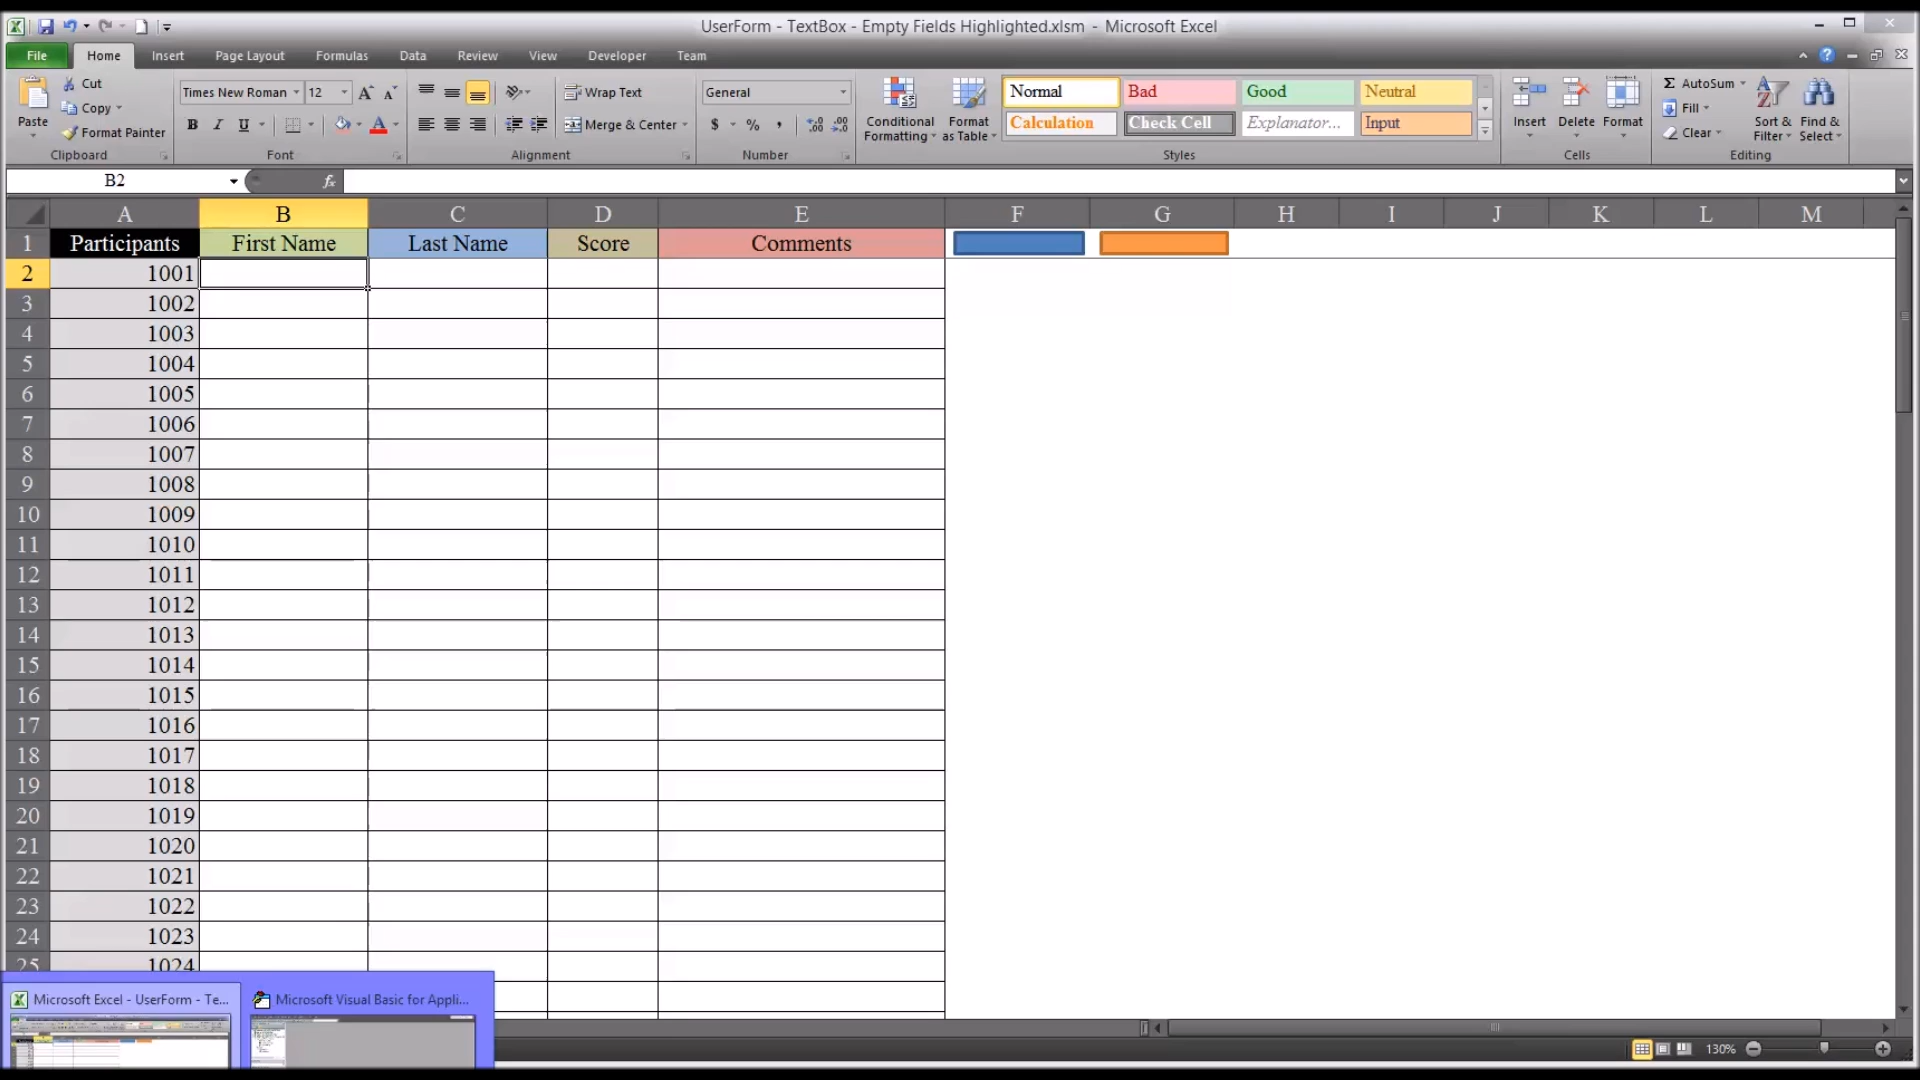 UserForm - TextBox - Empty Fields Highlighted.xlsm - Microsoft Excel
File Home Insert Page Layout Formulas Data Review View Developer Team
Paste
Cut
Copy
Format Painter
Clipboard
Times New Roman 12
B I U A
Font
Wrap Text
Merge & Center
Alignment
General
$ % ,
Number
Conditional Formatting
Format as Table
Normal Bad Good Neutral
Calculation Check Cell Explanator... Input
Styles
Insert Delete Format
Cells
Σ AutoSum
Fill
Clear
Sort & Filter
Find & Select
Editing
B2 fx
A B C D E F G H I J K L M
1 Participants First Name Last Name Score Comments
2 1001
3 1002
4 1003
5 1004
6 1005
7 1006
8 1007
9 1008
10 1009
11 1010
12 1011
13 1012
14 1013
15 1014
16 1015
17 1016
18 1017
19 1018
20 1019
21 1020
22 1021
23 1022
24 1023
25 1024
Microsoft Excel - UserForm - Te... Microsoft Visual Basic for Appli...
130%